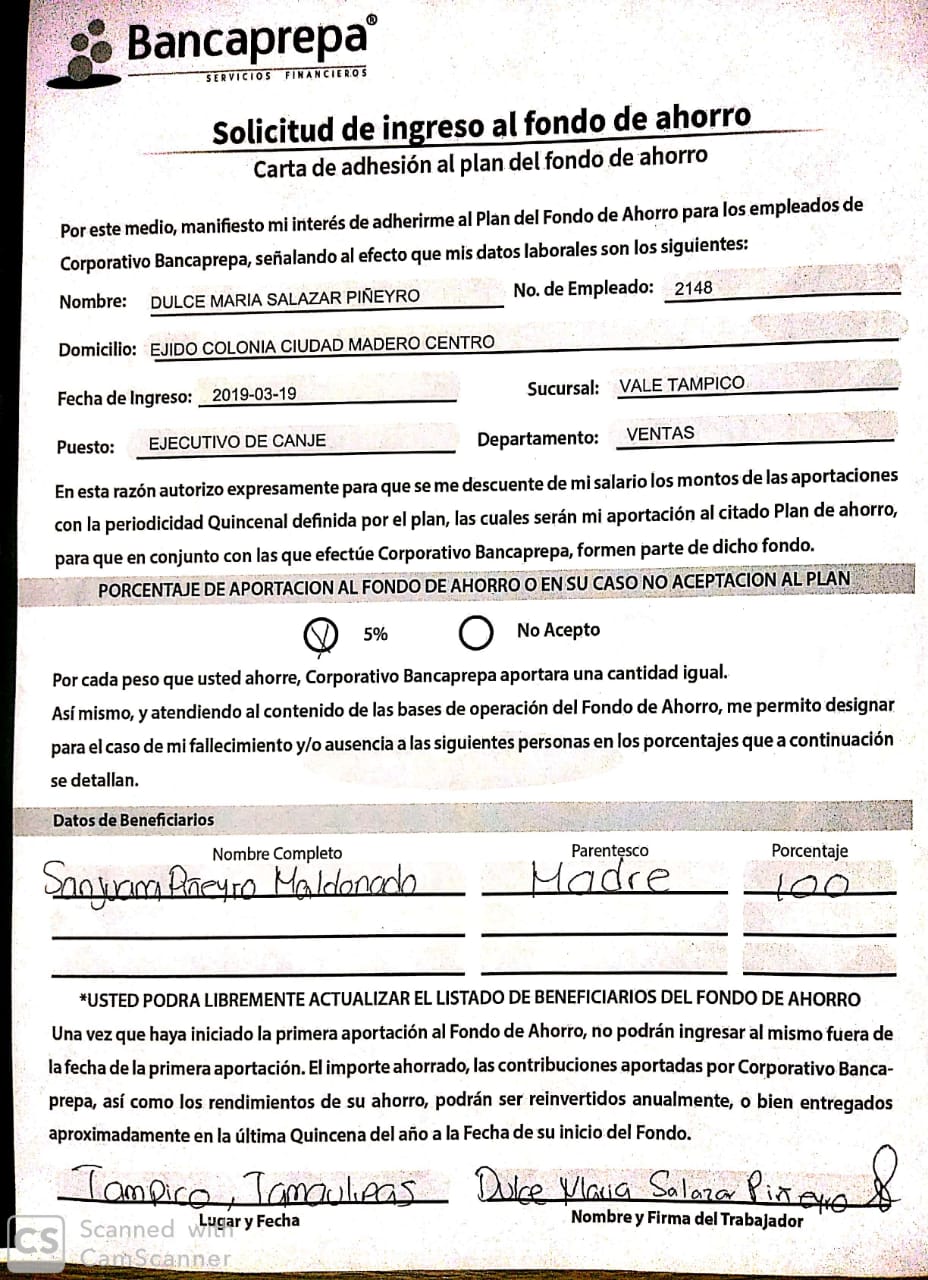 Bancaprepa®
SERVICIOS FINANCIEROS
Solicitud de ingreso al fondo de ahorro
Carta de adhesión al plan del fondo de ahorro
Por este medio, manifiesto mi interés de adherirme al Plan del Fondo de Ahorro para los empleados de
Corporativo Bancaprepa, señalando al efecto que mis datos laborales son los siguientes:
Nombre: DULCE MARIA SALAZAR PIÑEYRO No. de Empleado: 2148
Domicilio: EJIDO COLONIA CIUDAD MADERO CENTRO
Fecha de Ingreso: 2019-03-19 Sucursal: VALE TAMPICO
Puesto: EJECUTIVO DE CANJE Departamento: VENTAS
En esta razón autorizo expresamente para que se me descuente de mi salario los montos de las aportaciones
con la periodicidad Quincenal definida por el plan, las cuales serán mi aportación al citado Plan de ahorro,
para que en conjunto con las que efectúe Corporativo Bancaprepa, formen parte de dicho fondo.
PORCENTAJE DE APORTACION AL FONDO DE AHORRO O EN SU CASO NO ACEPTACION AL PLAN
5% No Acepto
Por cada peso que usted ahorre, Corporativo Bancaprepa aportara una cantidad igual.
Así mismo, y atendiendo al contenido de las bases de operación del Fondo de Ahorro, me permito designar
para el caso de mi fallecimiento y/o ausencia a las siguientes personas en los porcentajes que a continuación
se detallan.
Datos de Beneficiarios
Nombre Completo Parentesco Porcentaje
Piñeyro Maldonado Madre 100
*USTED PODRA LIBREMENTE ACTUALIZAR EL LISTADO DE BENEFICIARIOS DEL FONDO DE AHORRO
Una vez que haya iniciado la primera aportación al Fondo de Ahorro, no podrán ingresar al mismo fuera de
la fecha de la primera aportación. El importe ahorrado, las contribuciones aportadas por Corporativo Banca-
prepa, así como los rendimientos de su ahorro, podrán ser reinvertidos anualmente, o bien entregados
aproximadamente en la última Quincena del año a la Fecha de su inicio del Fondo.
Tampico, Tamaulipas Dulce Maria Salazar Piñeyro
Lugar y Fecha Nombre y Firma del Trabajador
CS Scanned with
CamScanner